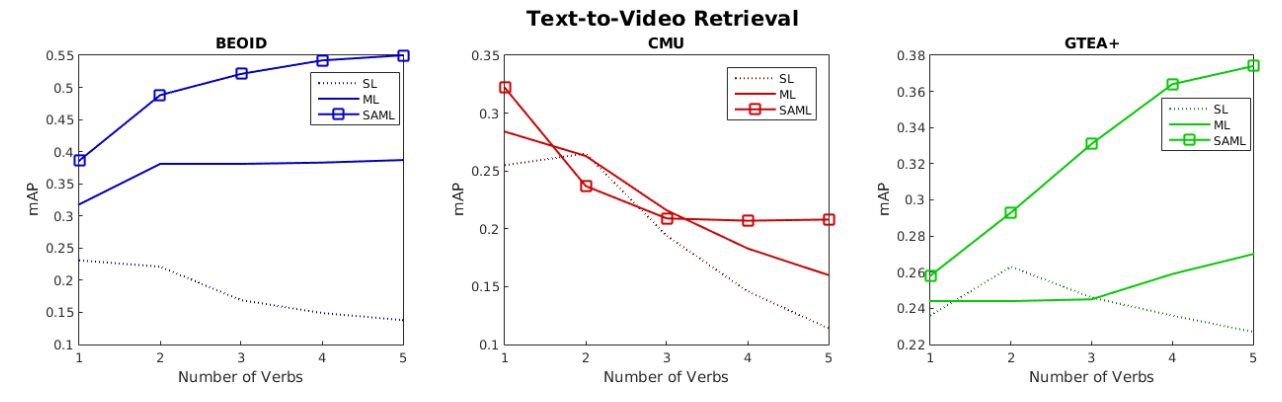 Text-to-Video Retrieval
BEOID
0.55
0.5
0.45
0.4
0.35
0.3
0.25
0.2
0.15
0.1
mAP
1 2 3 4 5
Number of Verbs
SL
ML
SAML
CMU
0.35
0.3
0.25
0.2
0.15
0.1
mAP
1 2 3 4 5
Number of Verbs
SL
ML
SAML
GTEA+
0.38
0.36
0.34
0.32
0.3
0.28
0.26
0.24
0.22
mAP
1 2 3 4 5
Number of Verbs
SL
ML
SAML